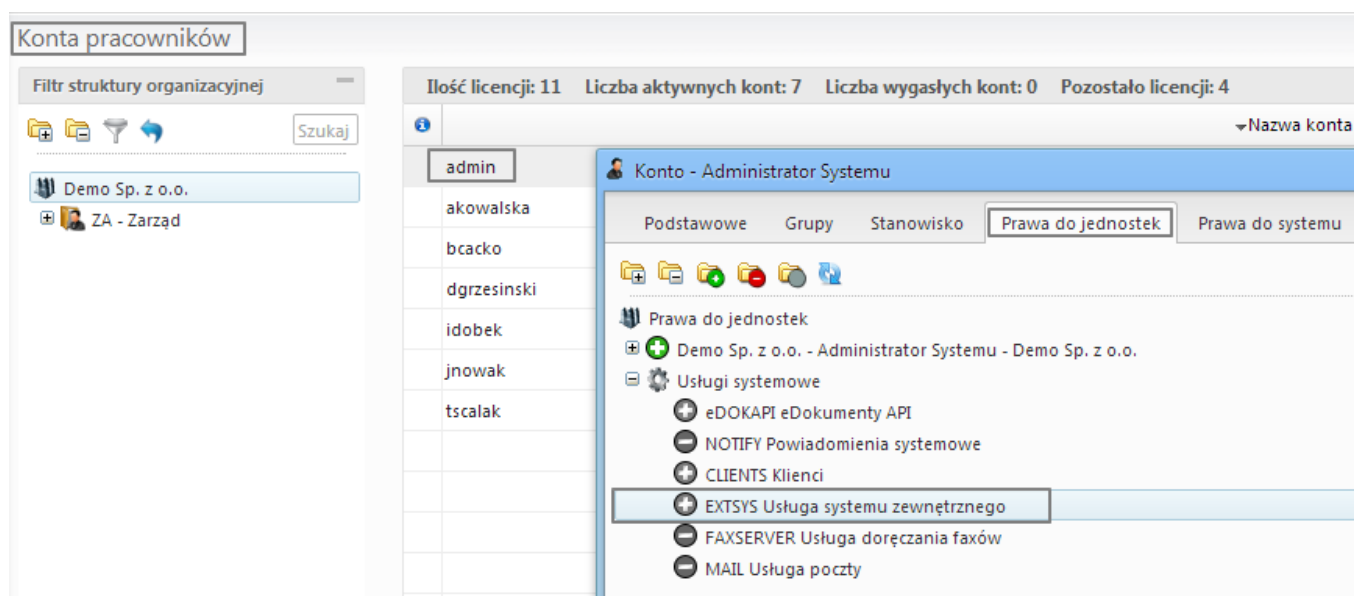 Konta pracowników
Filtr struktury organizacyjnej
Szukaj
Demo Sp. z o.o.
ZA - Zarząd
Ilość licencji: 11 Liczba aktywnych kont: 7 Liczba wygasłych kont: 0 Pozostało licencji: 4
Nazwa konta
admin
akowalska
bcacko
dgrzesinski
idobek
jnowak
tscalak
Konto - Administrator Systemu
Podstawowe Grupy Stanowisko Prawa do jednostek Prawa do systemu
Prawa do jednostek
Demo Sp. z o.o. - Administrator Systemu - Demo Sp. z o.o.
Usługi systemowe
eDOKAPI eDokumenty API
NOTIFY Powiadomienia systemowe
CLIENTS Klienci
EXTSYS Usługa systemu zewnętrznego
FAXSERVER Usługa doręczania faxów
MAIL Usługa poczty